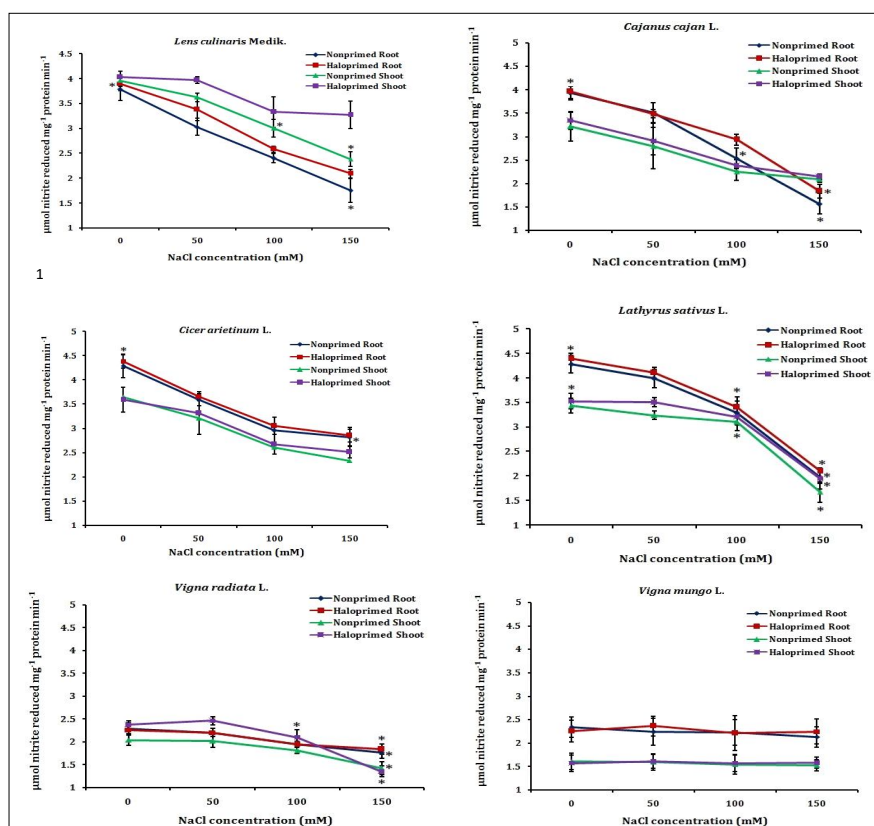 Lens culinaris Medik.
µmol nitrite reduced mg-1 protein min-1
4.5
4
3.5
3
2.5
2
1.5
1
0
50
100
150
NaCl concentration (mM)
Nonprimed Root
Haloprimed Root
Nonprimed Shoot
Haloprimed Shoot
*
*
*
*
Cajanus cajan L.
µmol nitrite reduced mg-1 protein min-1
5
4.5
4
3.5
3
2.5
2
1.5
1
0
50
100
150
NaCl concentration (mM)
Nonprimed Root
Haloprimed Root
Nonprimed Shoot
Haloprimed Shoot
*
*
*
*
1
Cicer arietinum L.
µmol nitrite reduced mg-1 protein min-1
5
4.5
4
3.5
3
2.5
2
1.5
1
0
50
100
150
NaCl concentration (mM)
Nonprimed Root
Haloprimed Root
Nonprimed Shoot
Haloprimed Shoot
*
*
Lathyrus sativus L.
µmol nitrite reduced mg-1 protein min-1
5
4.5
4
3.5
3
2.5
2
1.5
1
0
50
100
150
NaCl concentration (mM)
Nonprimed Root
Haloprimed Root
Nonprimed Shoot
Haloprimed Shoot
*
*
*
*
*
*
*
*
Vigna radiata L.
µmol nitrite reduced mg-1 protein min-1
5
4.5
4
3.5
3
2.5
2
1.5
1
0
50
100
150
NaCl concentration (mM)
Nonprimed Root
Haloprimed Root
Nonprimed Shoot
Haloprimed Shoot
*
*
*
*
*
Vigna mungo L.
µmol nitrite reduced mg-1 protein min-1
5
4.5
4
3.5
3
2.5
2
1.5
1
0
50
100
150
NaCl concentration (mM)
Nonprimed Root
Haloprimed Root
Nonprimed Shoot
Haloprimed Shoot